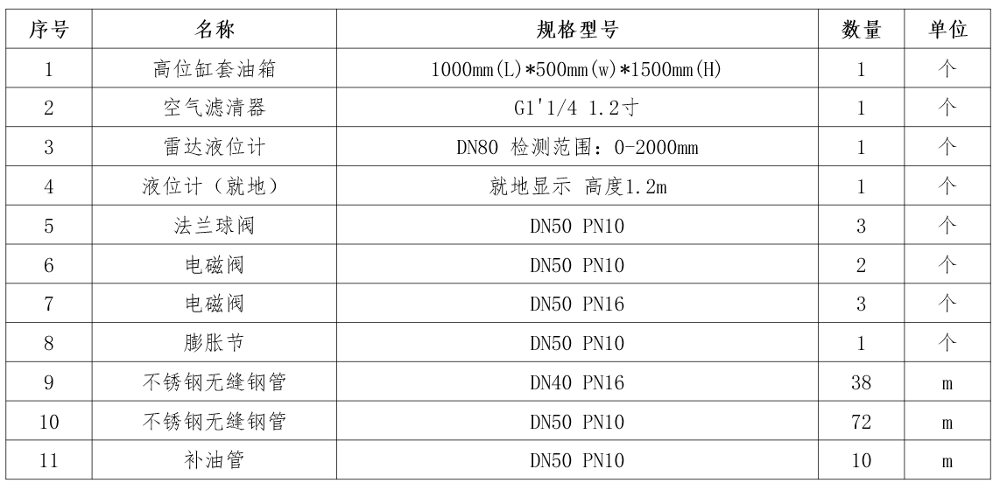 序号 名称 规格型号 数量 单位
1 高位缸套油箱 1000mm(L)*500mm(w)*1500mm(H) 1 个
2 空气滤清器 G1'1/4 1.2寸 1 个
3 雷达液位计 DN80 检测范围：0-2000mm 1 个
4 液位计（就地） 就地显示 高度1.2m 1 个
5 法兰球阀 DN50 PN10 3 个
6 电磁阀 DN50 PN10 2 个
7 电磁阀 DN50 PN16 3 个
8 膨胀节 DN50 PN10 1 个
9 不锈钢无缝钢管 DN40 PN16 38 m
10 不锈钢无缝钢管 DN50 PN10 72 m
11 补油管 DN50 PN10 10 m